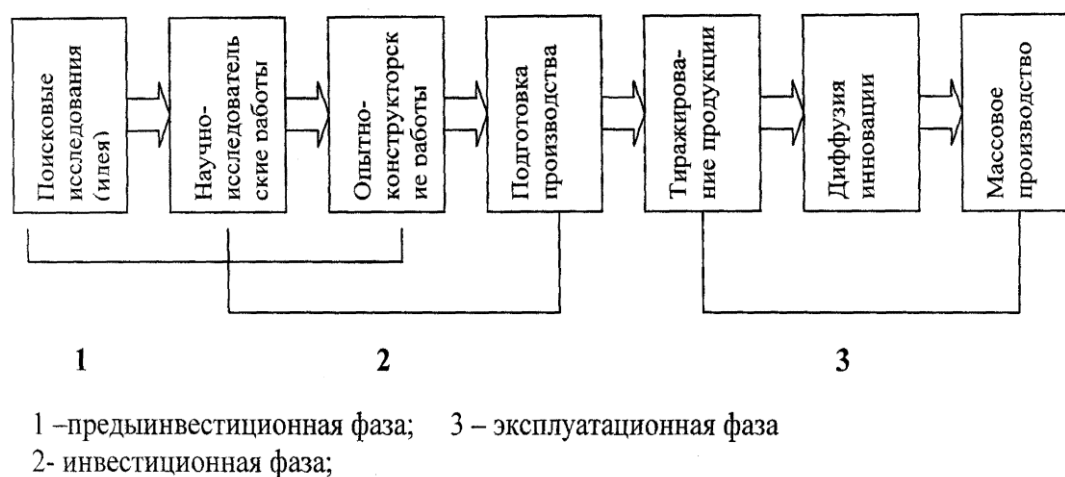 Поисковые
исследования
(идея)
Научно-
исследователь
ские работы
Опытно-
конструкторск
ие работы
Подготовка
производства
Тиражирова-
ние продукции
Диффузия
инновации
Массовое
производство
1
2
3
1 –предыинвестиционная фаза; 3 – эксплуатационная фаза
2- инвестиционная фаза;